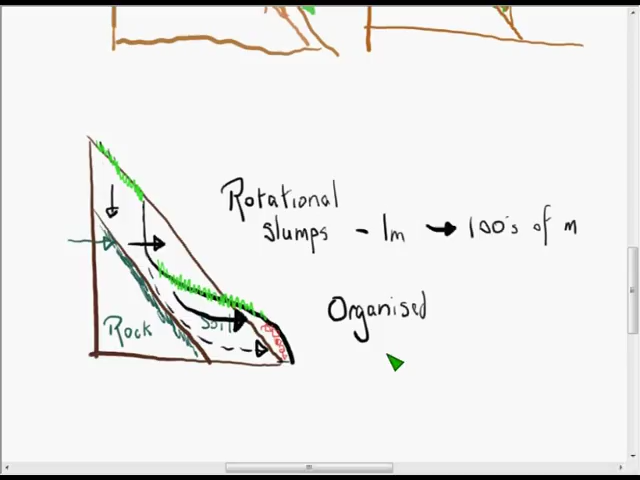 Rotational
slumps - 1m → 100's of m
Organised
Rock
Soil